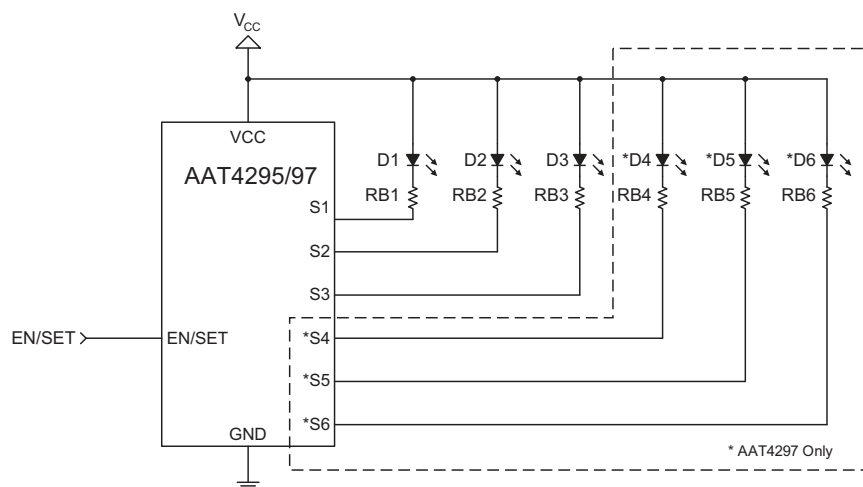 VCC
VCC
AAT4295/97
D1 D2 D3 *D4 *D5 *D6
RB1 RB2 RB3 RB4 RB5 RB6
S1
S2
S3
EN/SET EN/SET *S4
*S5
*S6
GND
* AAT4297 Only